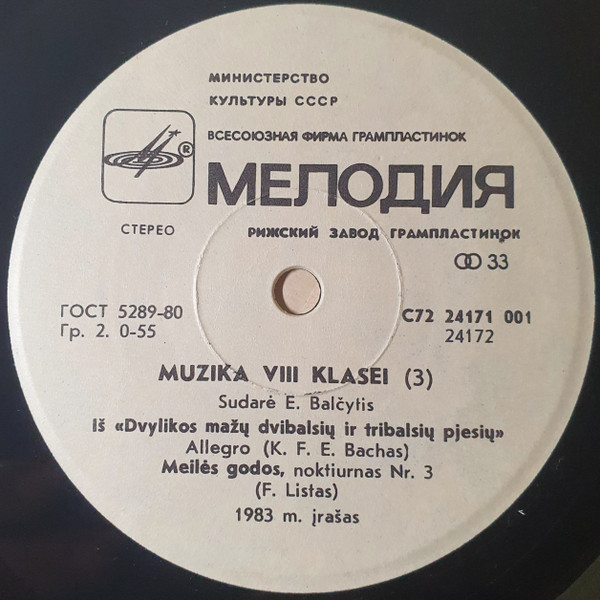 МИНИСТЕРСТВО
КУЛЬТУРЫ СССР
ВСЕСОЮЗНАЯ ФИРМА ГРАМПЛАСТИНОК
®
МЕЛОДИЯ
СТЕРЕО
РИЖСКИЙ ЗАВОД ГРАМПЛАСТИНОК
33
ГОСТ 5289-80
Гр. 2. 0-55
С72 24171 001
24172
MUZIKA VIII KLASEI (3)
Sudarė E. Balčytis
Iš «Dvylikos mažų dvibalsių ir tribalsių pjesių»
Allegro (K. F. E. Bachas)
Meilės godos, noktiurnas Nr. 3
(F. Listas)
1983 m. įrašas